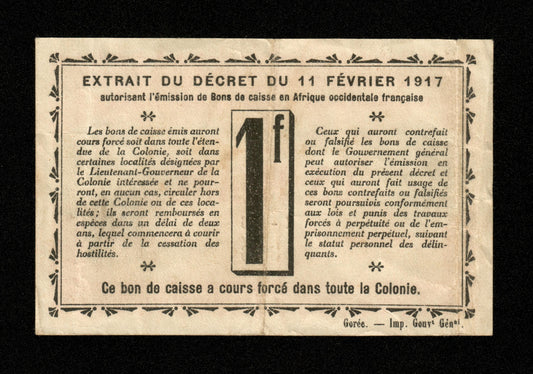 EXTRAIT DU DÉCRET DU 11 FÉVRIER 1917
autorisant l'émission de Bons de caisse en Afrique occidentale française
Les bons de caisse émis auront
cours forcé soit dans toute l'éten-
due de la Colonie, soit dans
certaines localités désignées par
le Lieutenant-Gouverneur de la
Colonie intéressée et ne pour-
ront, en aucun cas, circuler hors
de cette Colonie ou de ces loca-
lités; ils seront remboursés en
espèces dans un délai de deux
ans, lequel commencera à courir
à partir de la cessation des
hostilités.
1f
Ceux qui auront contrefait
ou falsifié les bons de caisse
dont le Gouvernement général
peut autoriser l'émission en
exécution du présent décret et
ceux qui auront fait usage de
ces bons contrefaits ou falsifiés
seront poursuivis conformément
aux lois et punis des travaux
forcés à perpétuité ou de l'em-
prisonnement perpétuel, suivant
le statut personnel des délin-
quants.
Ce bon de caisse a cours forcé dans toute la Colonie.
Gorée. — Imp. Gouvt Génal.